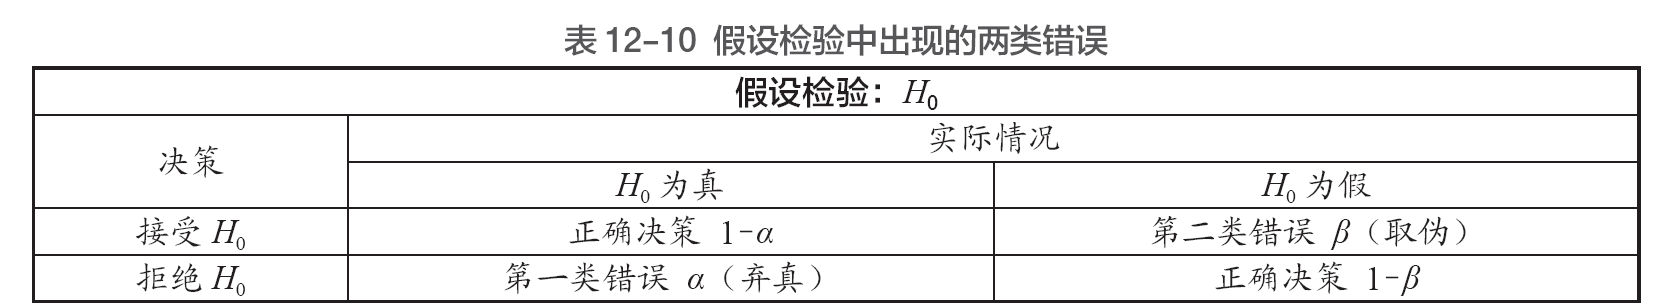 表 12-10 假设检验中出现的两类错误
假设检验：H₀
决策
实际情况
H₀ 为真
H₀ 为假
接受 H₀
正确决策 1-α
第二类错误 β（取伪）
拒绝 H₀
第一类错误 α（弃真）
正确决策 1-β